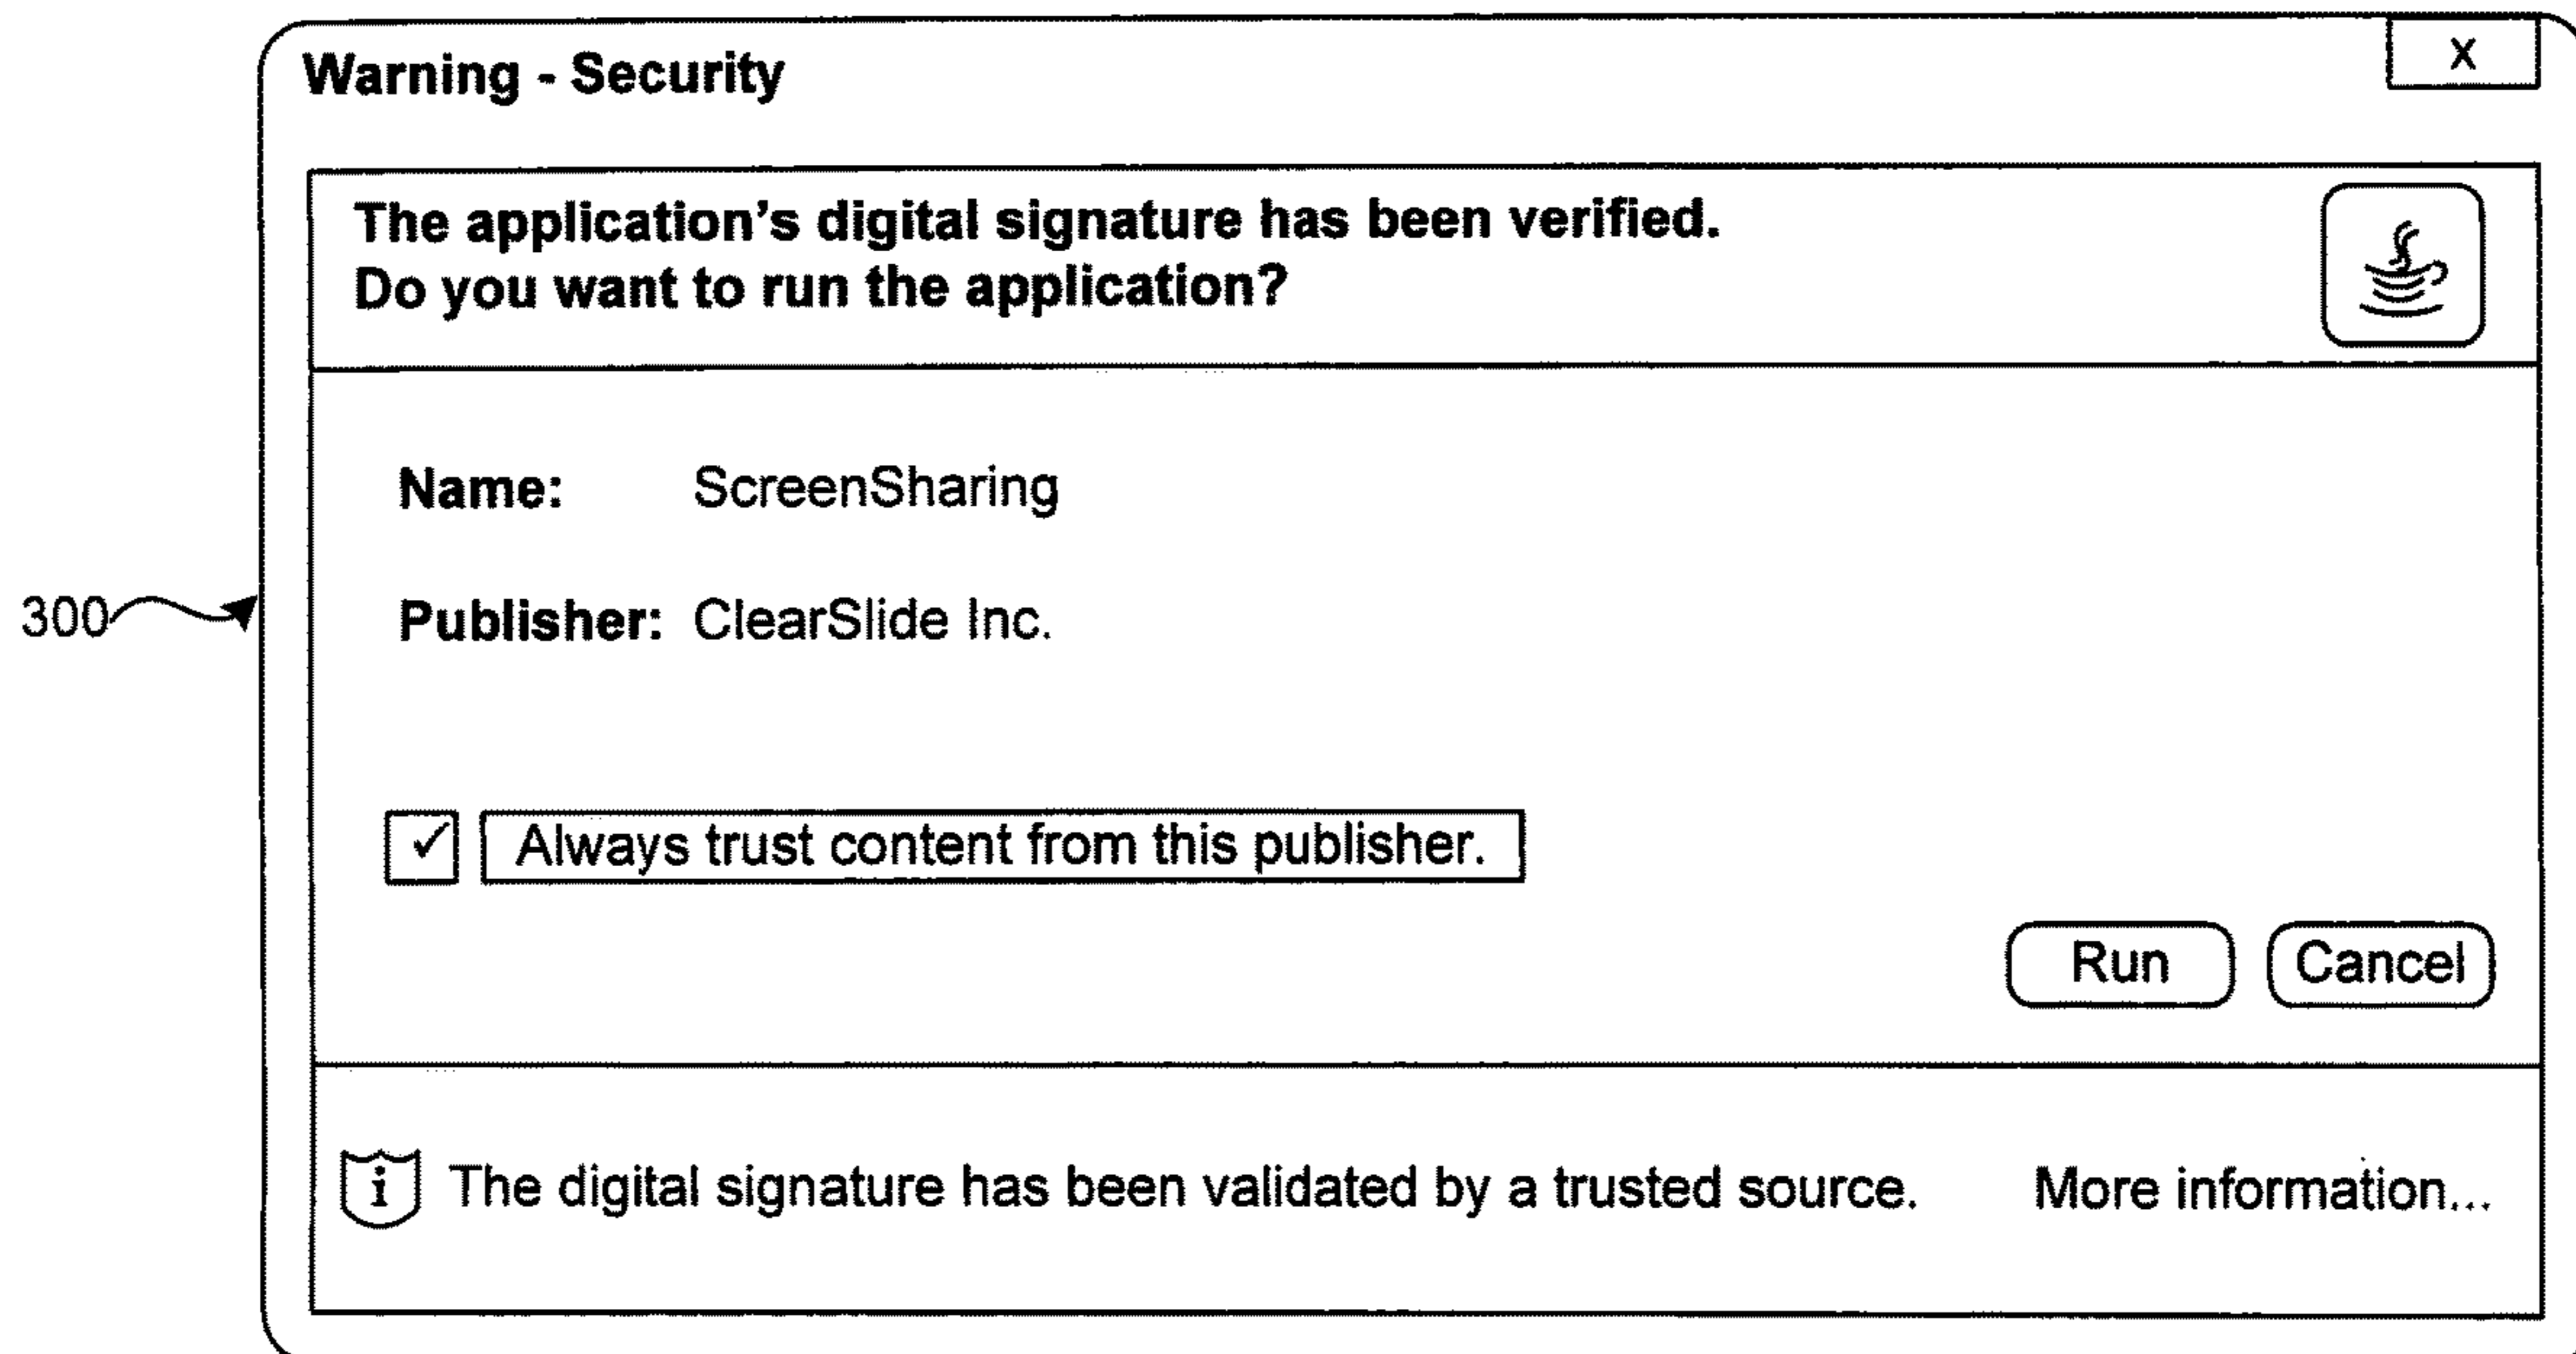 Warning - Security
X
The application’s digital signature has been verified.
Do you want to run the application?
Name: ScreenSharing
300
Publisher: ClearSlide Inc.
✓ Always trust content from this publisher.
Run Cancel
i The digital signature has been validated by a trusted source. More information...